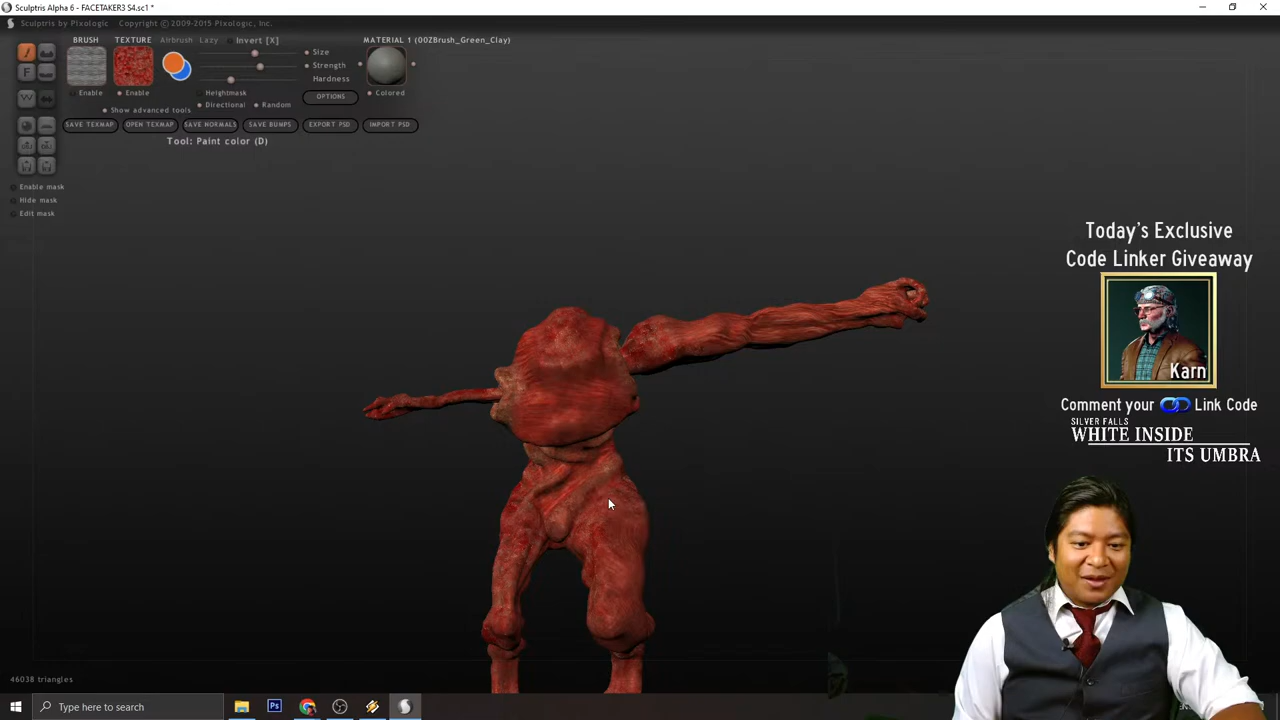 Sculptris Alpha 6 - FACETAKER3 S4.sc1 *
Sculptris by Pixologic Copyright © 2009-2015 Pixologic, Inc.
BRUSH TEXTURE Airbrush Lazy Invert [X] MATERIAL 1 (00ZBrush_Green_Clay)
Size
Strength
Hardness
Enable Enable Heightmask OPTIONS Colored
Directional Random
Show advanced tools
SAVE TEXMAP OPEN TEXMAP SAVE NORMALS SAVE BUMPS EXPORT PSD IMPORT PSD
Tool: Paint color (D)
F
W
Enable mask
Hide mask
Edit mask
Today's Exclusive
Code Linker Giveaway
Karn
Comment your Link Code
SILVER FALLS
WHITE INSIDE
ITS UMBRA
46038 triangles
Type here to search
Ps